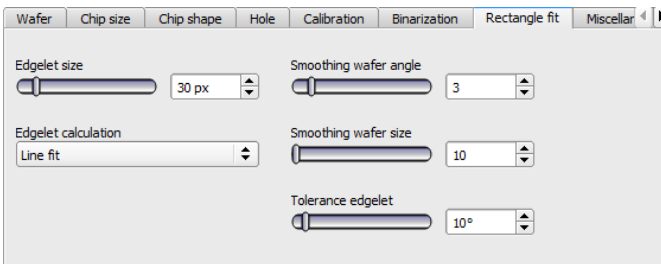 Wafer Chip size Chip shape Hole Calibration Binarization Rectangle fit Miscellar
Edgelet size Smoothing wafer angle
30 px 3
Edgelet calculation Smoothing wafer size
Line fit 10
Tolerance edgelet
10°